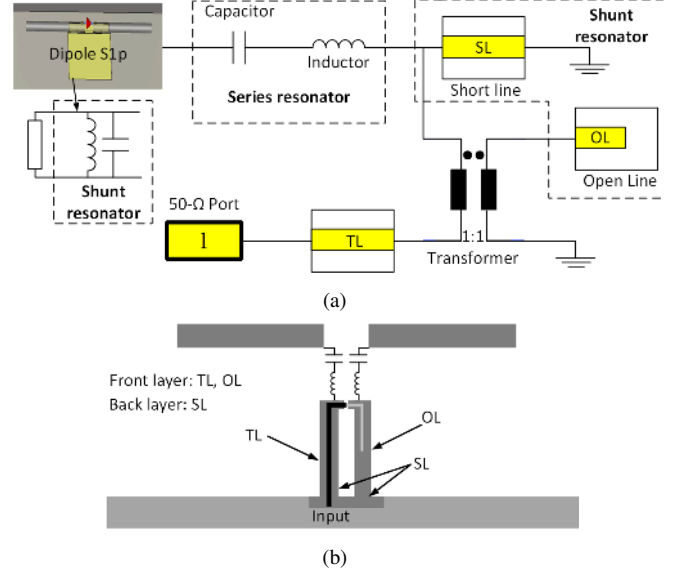 Capacitor
Shunt
resonator
Dipole S1p
SL
Inductor
Short line
Series resonator
OL
Shunt
resonator
Open Line
50-Ω Port
1
TL
1:1
Transformer
(a)
Front layer: TL, OL
Back layer: SL
TL
OL
SL
Input
(b)